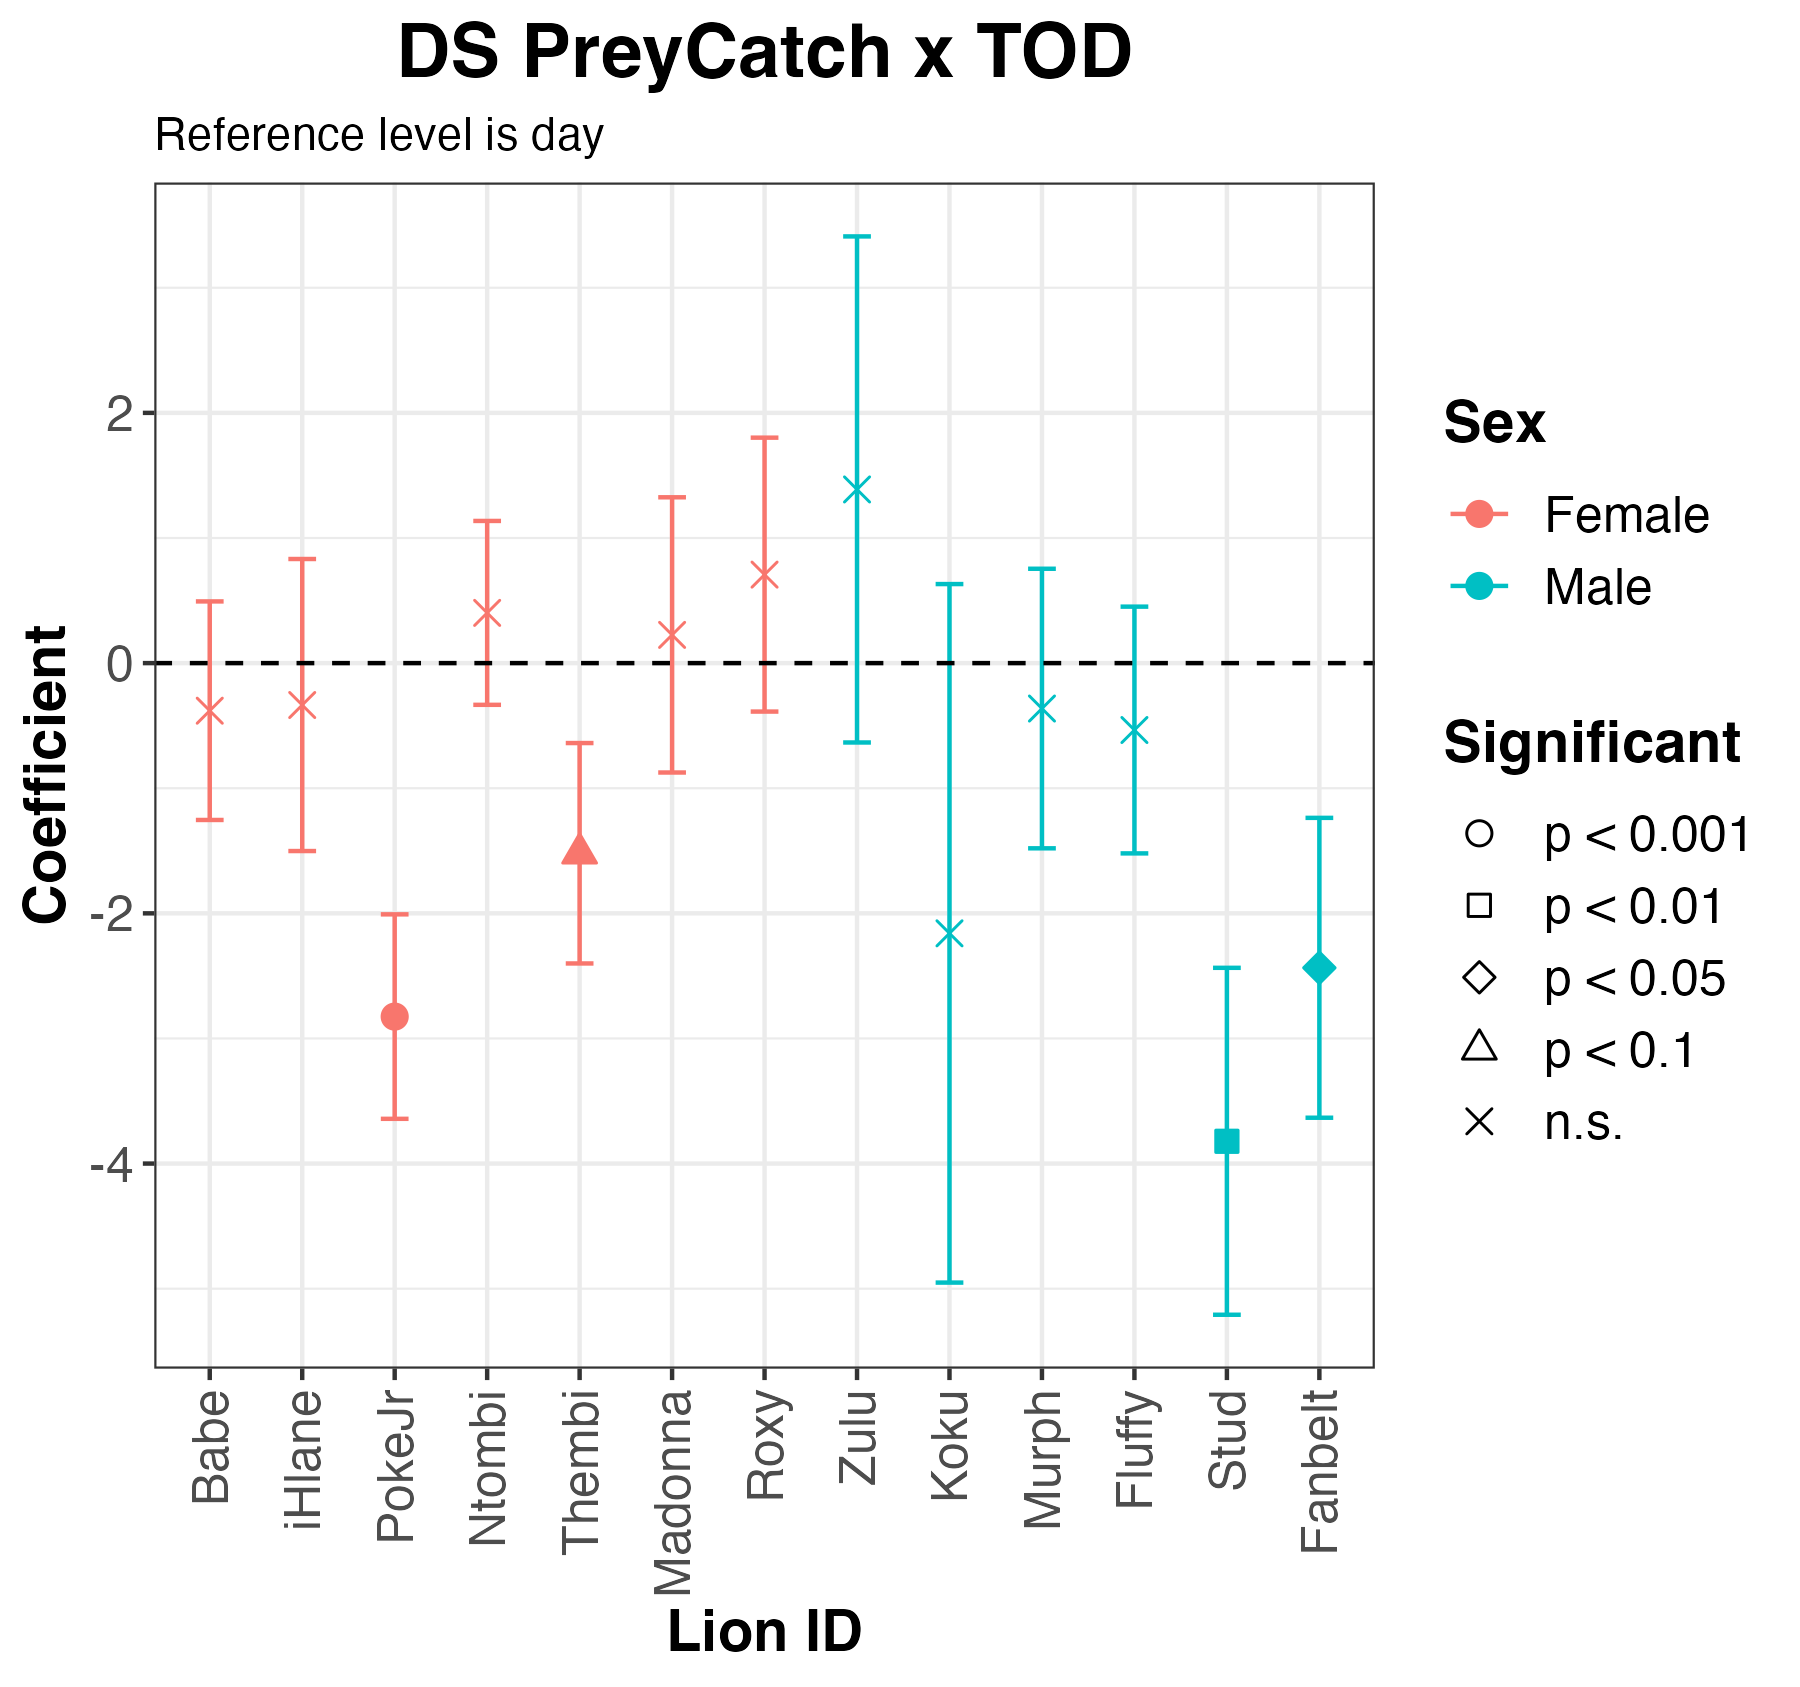 DS PreyCatch x TOD
Reference level is day
Coefficient
2
0
-2
-4
Babe
iHlane
PokeJr
Ntombi
Thembi
Madonna
Roxy
Zulu
Koku
Murph
Fluffy
Stud
Fanbelt
Lion ID
Sex
Female
Male
Significant
p < 0.001
p < 0.01
p < 0.05
p < 0.1
n.s.